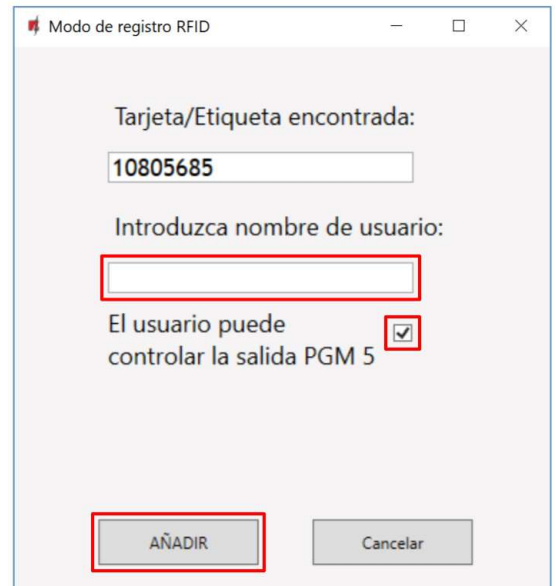 Modo de registro RFID
Tarjeta/Etiqueta encontrada:
10805685
Introduzca nombre de usuario:
El usuario puede
controlar la salida PGM 5
AÑADIR
Cancelar